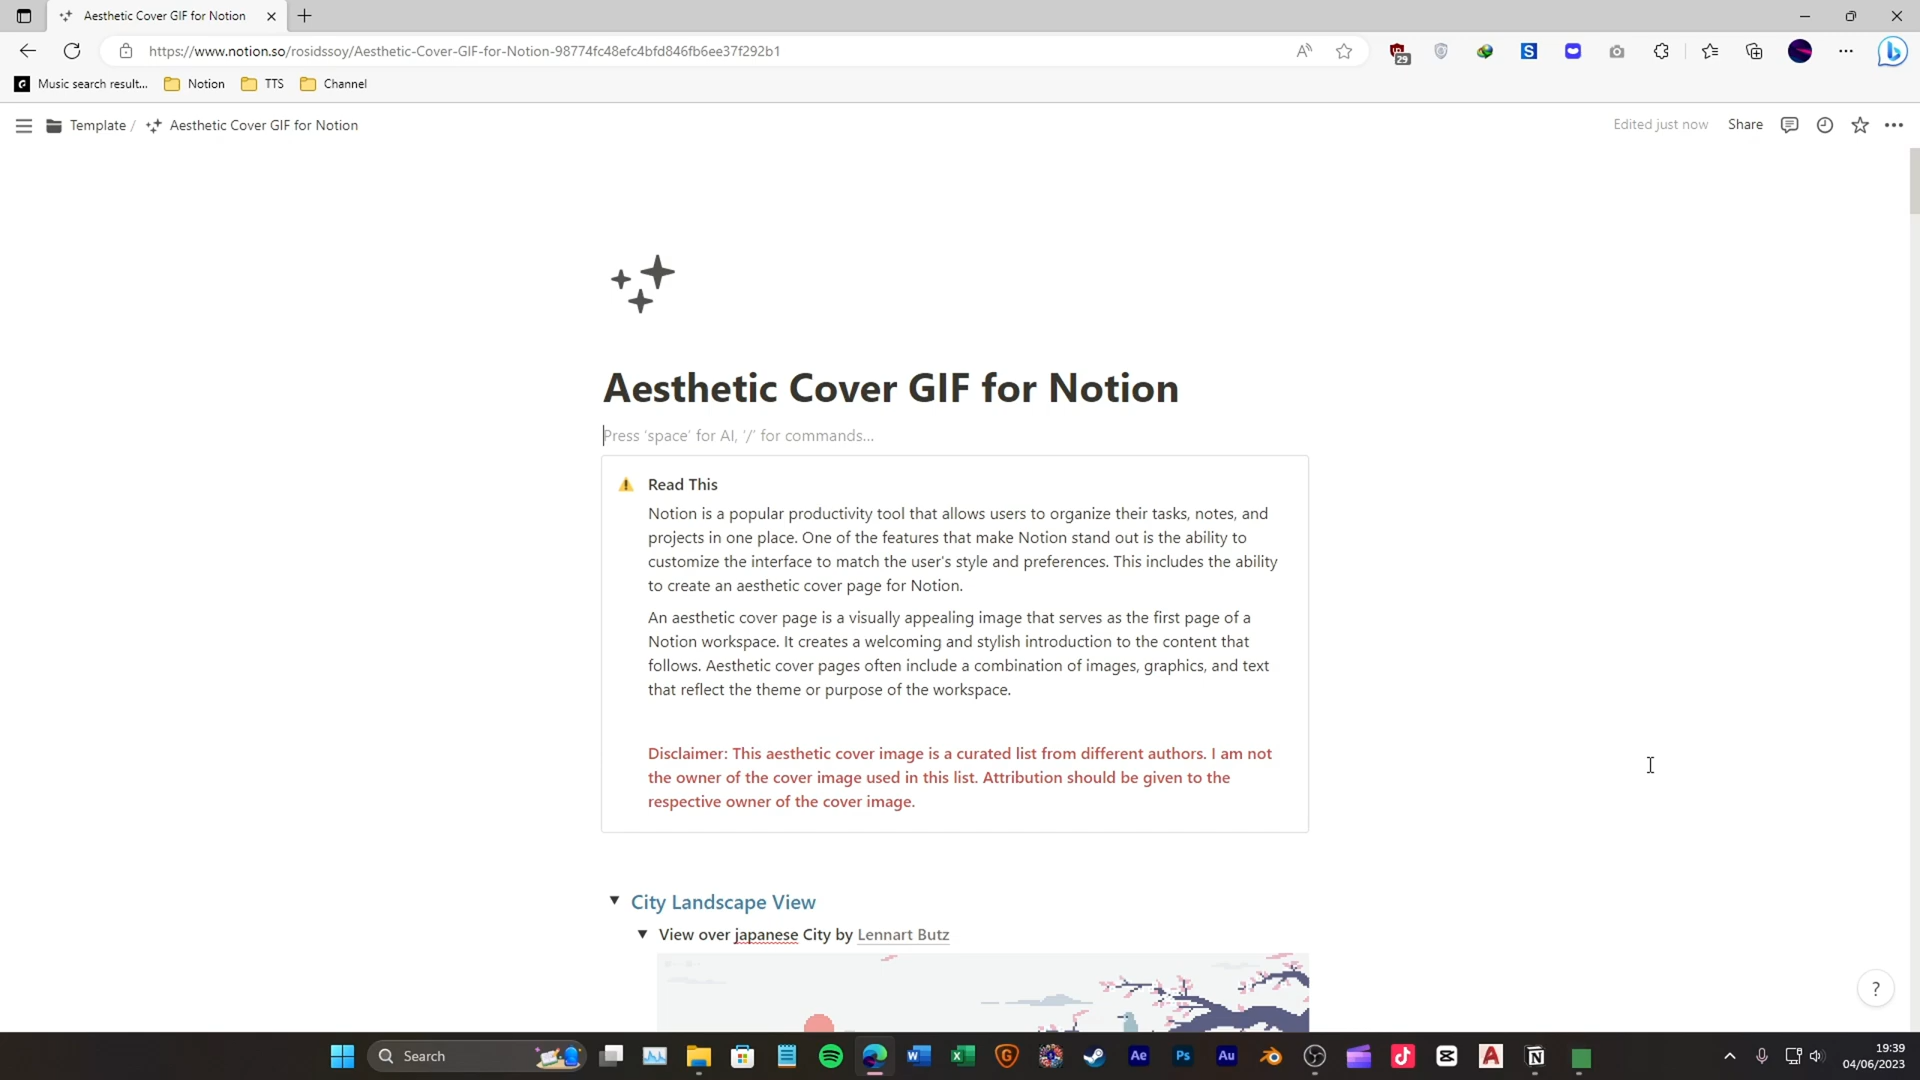 Aesthetic Cover GIF for Notion
https://www.notion.so/rosidssoy/Aesthetic-Cover-GIF-for-Notion-98774fc48efc4bfd846fb6ee37f292b1
29
Music search result...
Notion
TTS
Channel
Template / Aesthetic Cover GIF for Notion
Edited just now
Share
Aesthetic Cover GIF for Notion
Press 'space' for AI, '/' for commands...
Read This
Notion is a popular productivity tool that allows users to organize their tasks, notes, and
projects in one place. One of the features that make Notion stand out is the ability to
customize the interface to match the user's style and preferences. This includes the ability
to create an aesthetic cover page for Notion.
An aesthetic cover page is a visually appealing image that serves as the first page of a
Notion workspace. It creates a welcoming and stylish introduction to the content that
follows. Aesthetic cover pages often include a combination of images, graphics, and text
that reflect the theme or purpose of the workspace.
Disclaimer: This aesthetic cover image is a curated list from different authors. I am not
the owner of the cover image used in this list. Attribution should be given to the
respective owner of the cover image.
City Landscape View
View over japanese City by Lennart Butz
?
Search
Ae
Ps
Au
19:39
04/06/2023